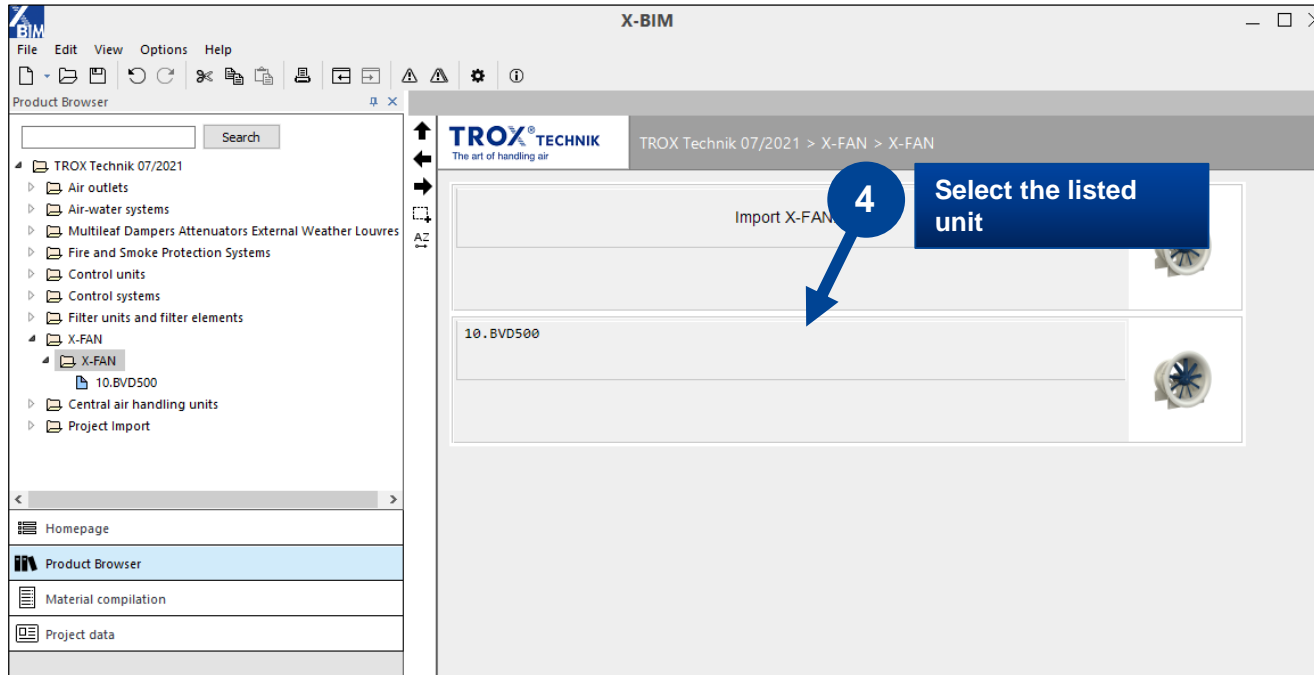 X-BIM
X
BIM
File Edit View Options Help
Product Browser
Search
TROX Technik 07/2021
Air outlets
Air-water systems
Multileaf Dampers Attenuators External Weather Louvres
Fire and Smoke Protection Systems
Control units
Control systems
Filter units and filter elements
X-FAN
X-FAN
10.BVD500
Central air handling units
Project Import
Homepage
Product Browser
Material compilation
Project data
AZ
TROX® TECHNIK
The art of handling air
TROX Technik 07/2021 > X-FAN > X-FAN
Import X-FAN
4
Select the listed
unit
10.BVD500